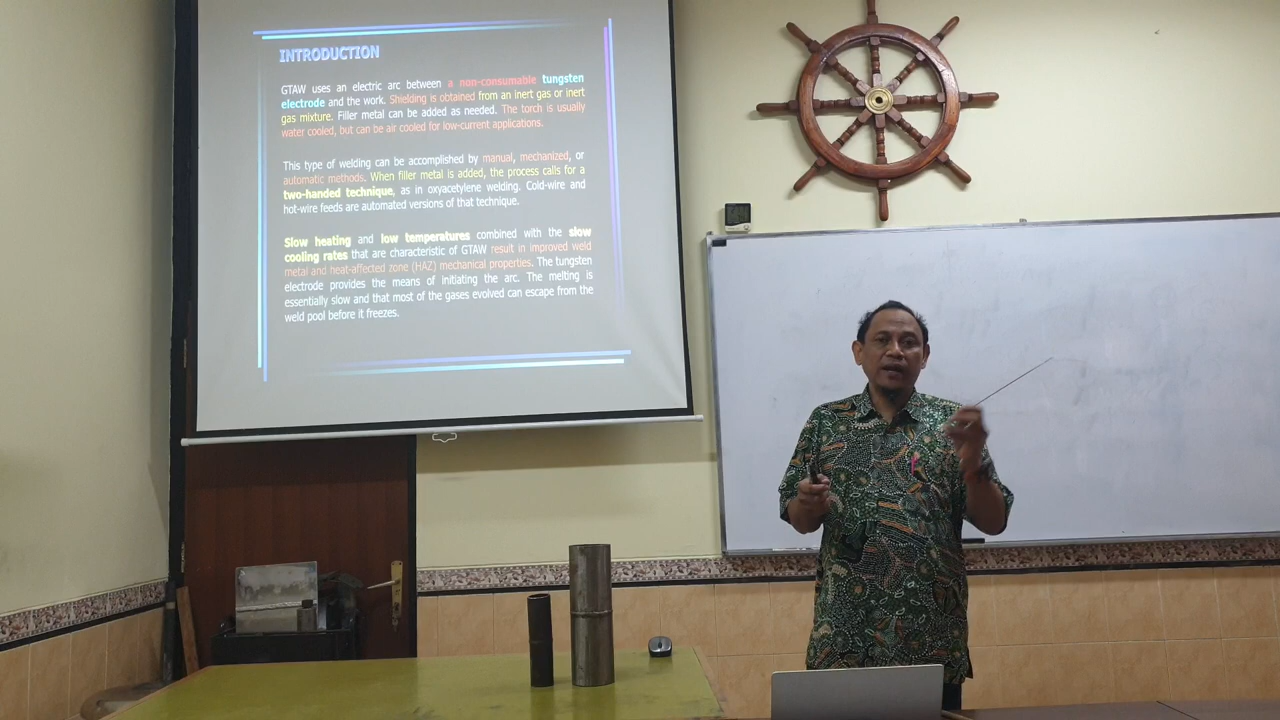 INTRODUCTION
GTAW uses an electric arc between a non-consumable tungsten
electrode and the work. Shielding is obtained from an inert gas or inert
gas mixture. Filler metal can be added as needed. The torch is usually
water cooled, but can be air cooled for low-current applications.
This type of welding can be accomplished by manual, mechanized, or
automatic methods. When filler metal is added, the process calls for a
two-handed technique, as in oxyacetylene welding. Cold-wire and
hot-wire feeds are automated versions of that technique.
Slow heating and low temperatures combined with the slow
cooling rates that are characteristic of GTAW result in improved weld
metal and heat-affected zone (HAZ) mechanical properties. The tungsten
electrode provides the means of initiating the arc. The melting is
essentially slow and that most of the gases evolved can escape from the
weld pool before it freezes.